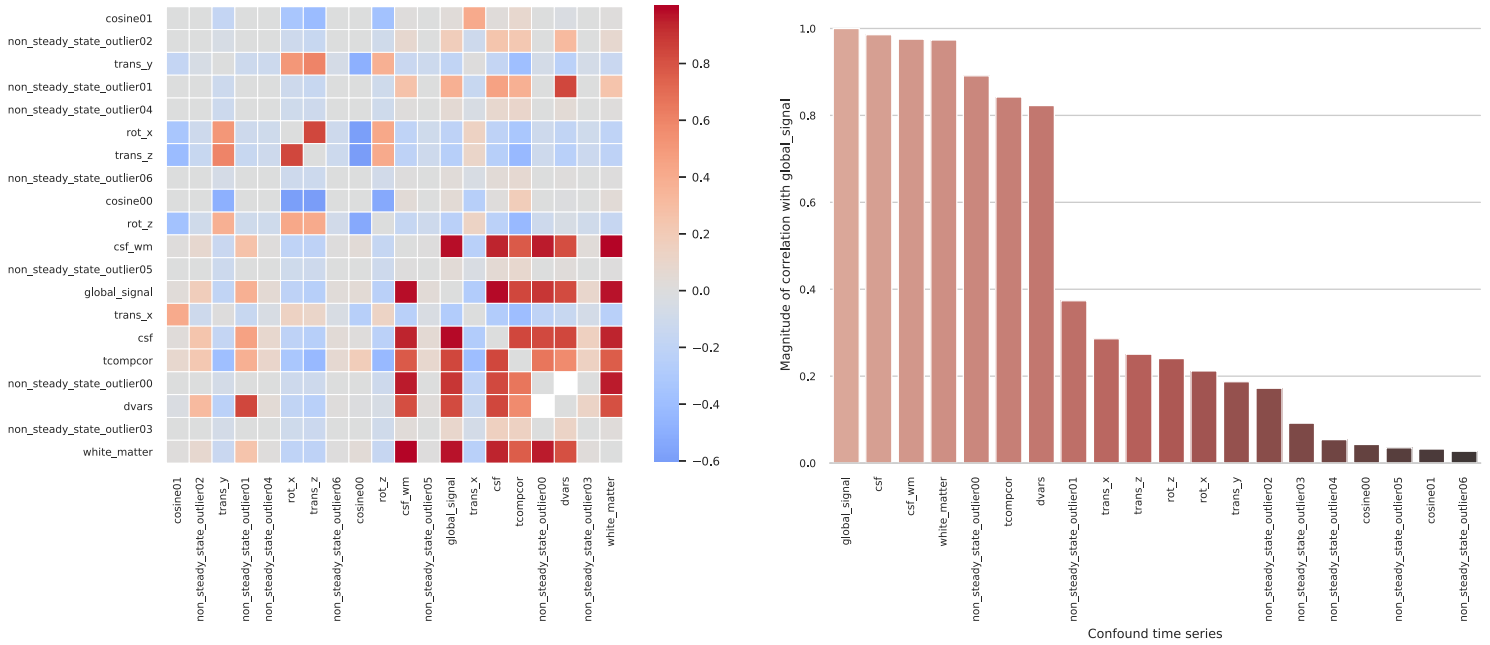 cosine01
non_steady_state_outlier02
trans_y
non_steady_state_outlier01
non_steady_state_outlier04
rot_x
trans_z
non_steady_state_outlier06
cosine00
rot_z
csf_wm
non_steady_state_outlier05
global_signal
trans_x
csf
tcompcor
non_steady_state_outlier00
dvars
non_steady_state_outlier03
white_matter
cosine01
non_steady_state_outlier02
trans_y
non_steady_state_outlier01
non_steady_state_outlier04
rot_x
trans_z
non_steady_state_outlier06
cosine00
rot_z
csf_wm
non_steady_state_outlier05
global_signal
trans_x
csf
tcompcor
non_steady_state_outlier00
dvars
non_steady_state_outlier03
white_matter
0.8
0.6
0.4
0.2
0.0
−0.2
−0.4
−0.6
Magnitude of correlation with global_signal
1.0
0.8
0.6
0.4
0.2
0.0
global_signal
csf
csf_wm
white_matter
non_steady_state_outlier00
tcompcor
dvars
non_steady_state_outlier01
trans_x
trans_z
rot_z
rot_x
trans_y
non_steady_state_outlier02
non_steady_state_outlier03
non_steady_state_outlier04
cosine00
non_steady_state_outlier05
cosine01
non_steady_state_outlier06
Confound time series